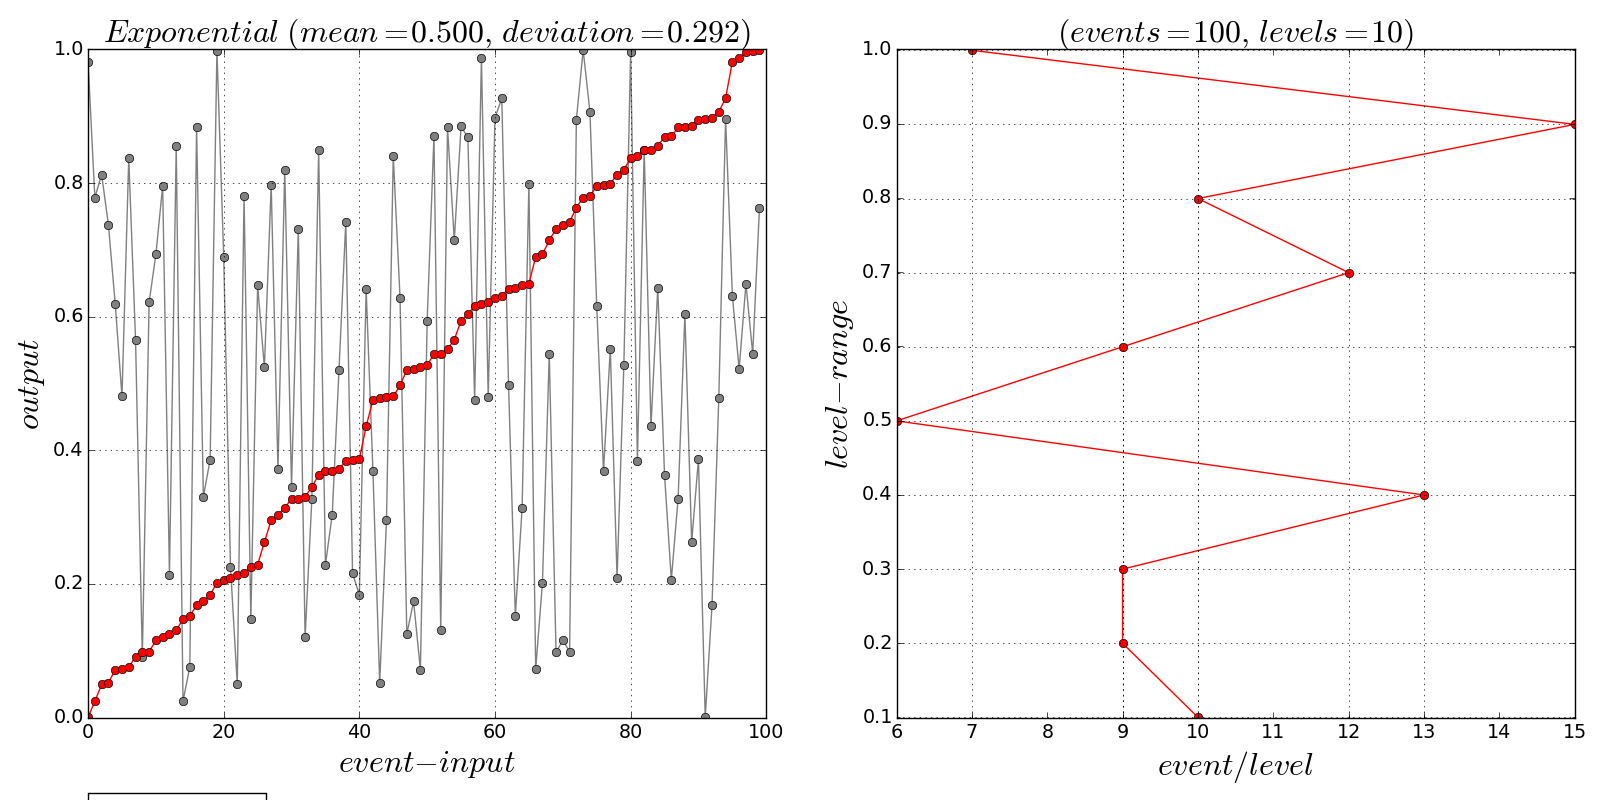 Exponential (mean=0.500, deviation=0.292)
1.0
0.8
0.6
0.4
0.2
0.0
output
0 20 40 60 80 100
event-input
(events=100, levels=10)
1.0
0.9
0.8
0.7
0.6
0.5
0.4
0.3
0.2
0.1
level-range
6 7 8 9 10 11 12 13 14 15
event/level